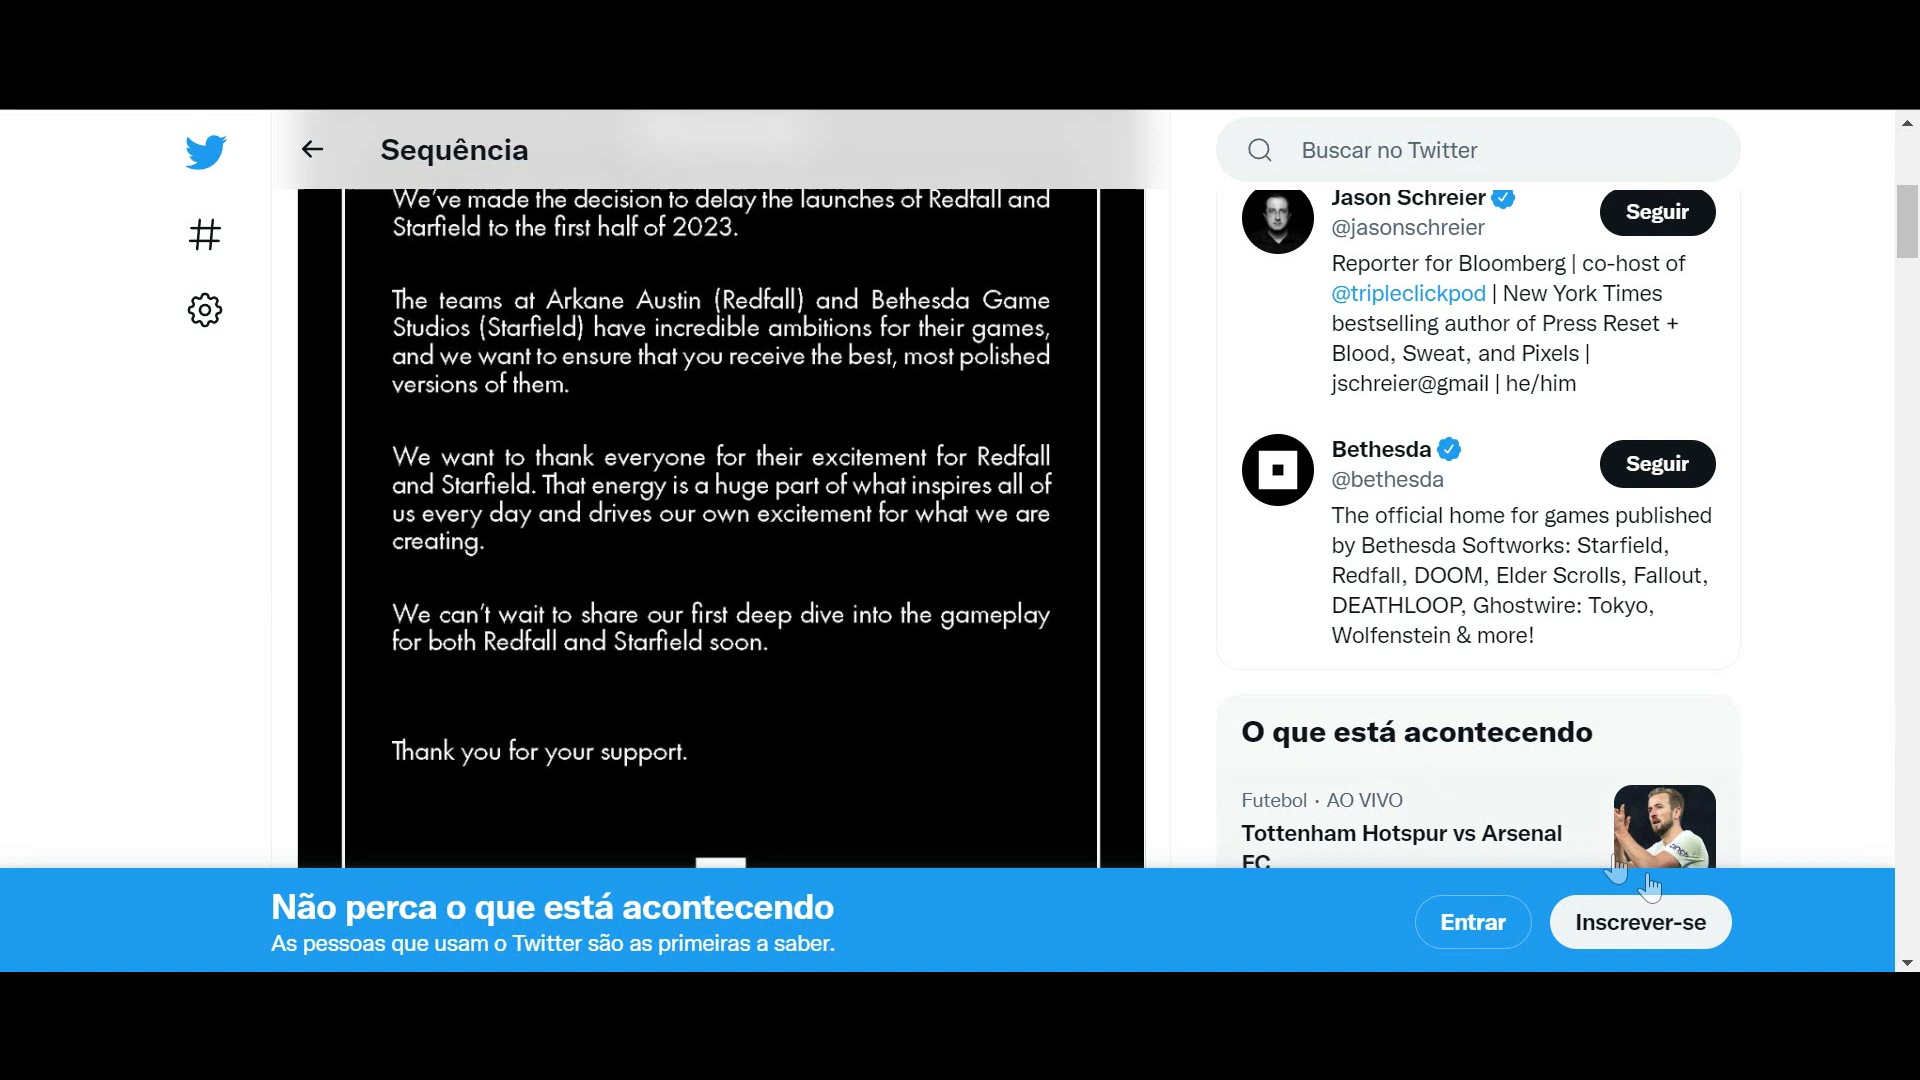 Sequência
We've made the decision to delay the launches of Redfall and
Starfield to the first half of 2023.
The teams at Arkane Austin (Redfall) and Bethesda Game
Studios (Starfield) have incredible ambitions for their games,
and we want to ensure that you receive the best, most polished
versions of them.
We want to thank everyone for their excitement for Redfall
and Starfield. That energy is a huge part of what inspires all of
us every day and drives our own excitement for what we are
creating.
We can't wait to share our first deep dive into the gameplay
for both Redfall and Starfield soon.
Thank you for your support.
Buscar no Twitter
Jason Schreier
Seguir
@jasonschreier
Reporter for Bloomberg | co-host of
@tripleclickpod | New York Times
bestselling author of Press Reset +
Blood, Sweat, and Pixels |
jschreier@gmail | he/him
Bethesda
Seguir
@bethesda
The official home for games published
by Bethesda Softworks: Starfield,
Redfall, DOOM, Elder Scrolls, Fallout,
DEATHLOOP, Ghostwire: Tokyo,
Wolfenstein & more!
O que está acontecendo
Futebol · AO VIVO
Tottenham Hotspur vs Arsenal
FC
Não perca o que está acontecendo
As pessoas que usam o Twitter são as primeiras a saber.
Entrar
Inscrever-se